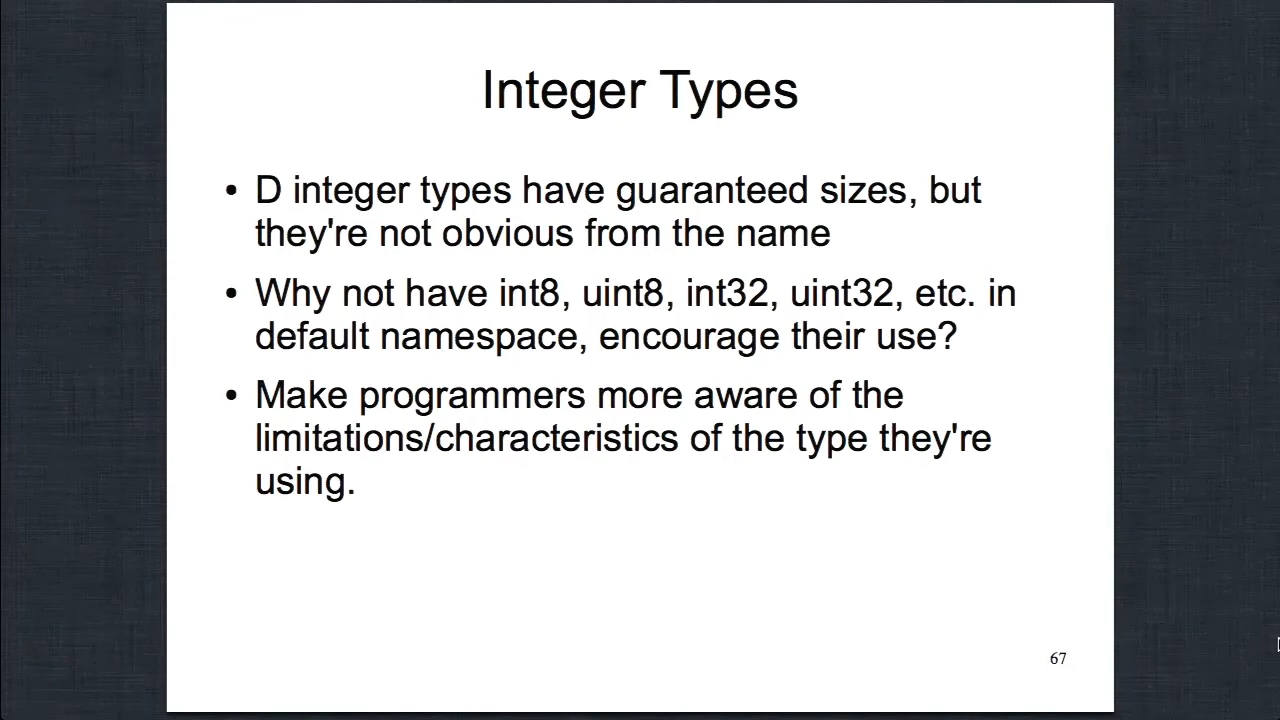 Integer Types
• D integer types have guaranteed sizes, but
they're not obvious from the name
• Why not have int8, uint8, int32, uint32, etc. in
default namespace, encourage their use?
• Make programmers more aware of the
limitations/characteristics of the type they're
using.
67